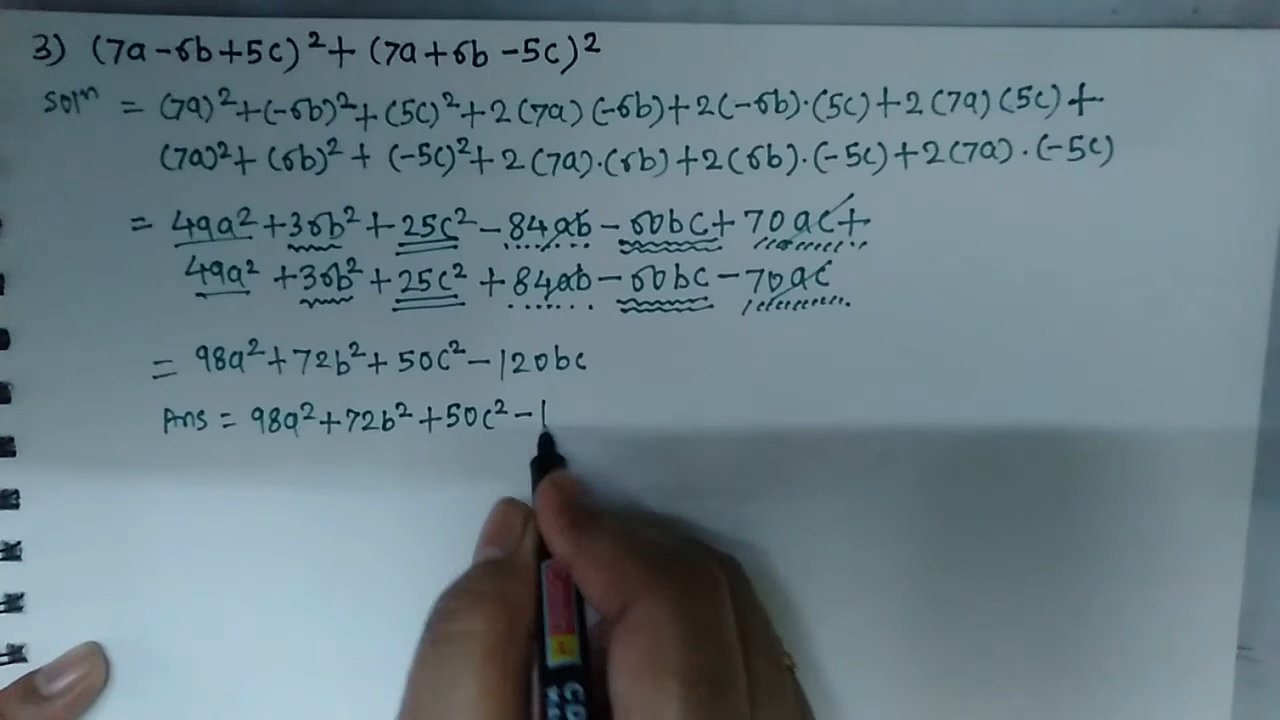 3) (7a-6b+5c)²+(7a+6b-5c)²
Solⁿ = (7a)²+(-6b)²+(5c)²+2(7a)(-6b)+2(-6b)·(5c)+2(7a)(5c)+
(7a)²+(6b)²+(-5c)²+2(7a)·(6b)+2(6b)·(-5c)+2(7a)·(-5c)
= 49a²+36b²+25c²-84ab-60bc+70ac+
49a²+36b²+25c²+84ab-60bc-70ac
= 98a²+72b²+50c²-120bc
Ans = 98a²+72b²+50c²-1